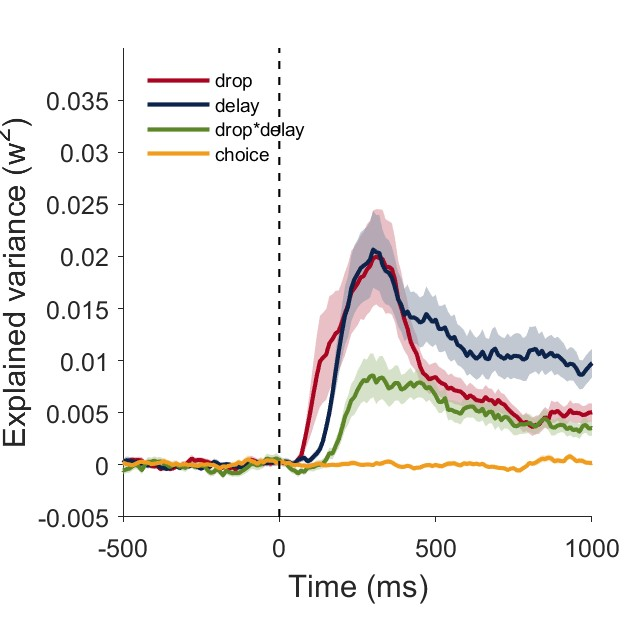 drop
delay
drop*delay
choice
0.035
0.03
0.025
0.02
0.015
0.01
0.005
0
-0.005
-500 0 500 1000
Time (ms)
Explained variance (w²)